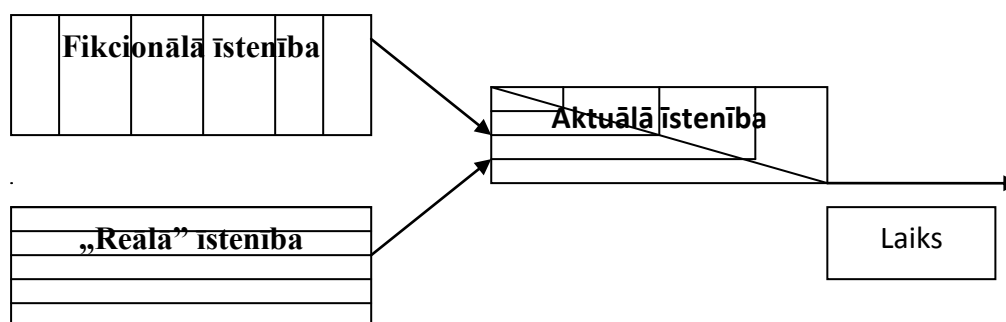 Fikcionālā īstenība
Aktuālā īstenība
„Reālā” īstenība
Laiks